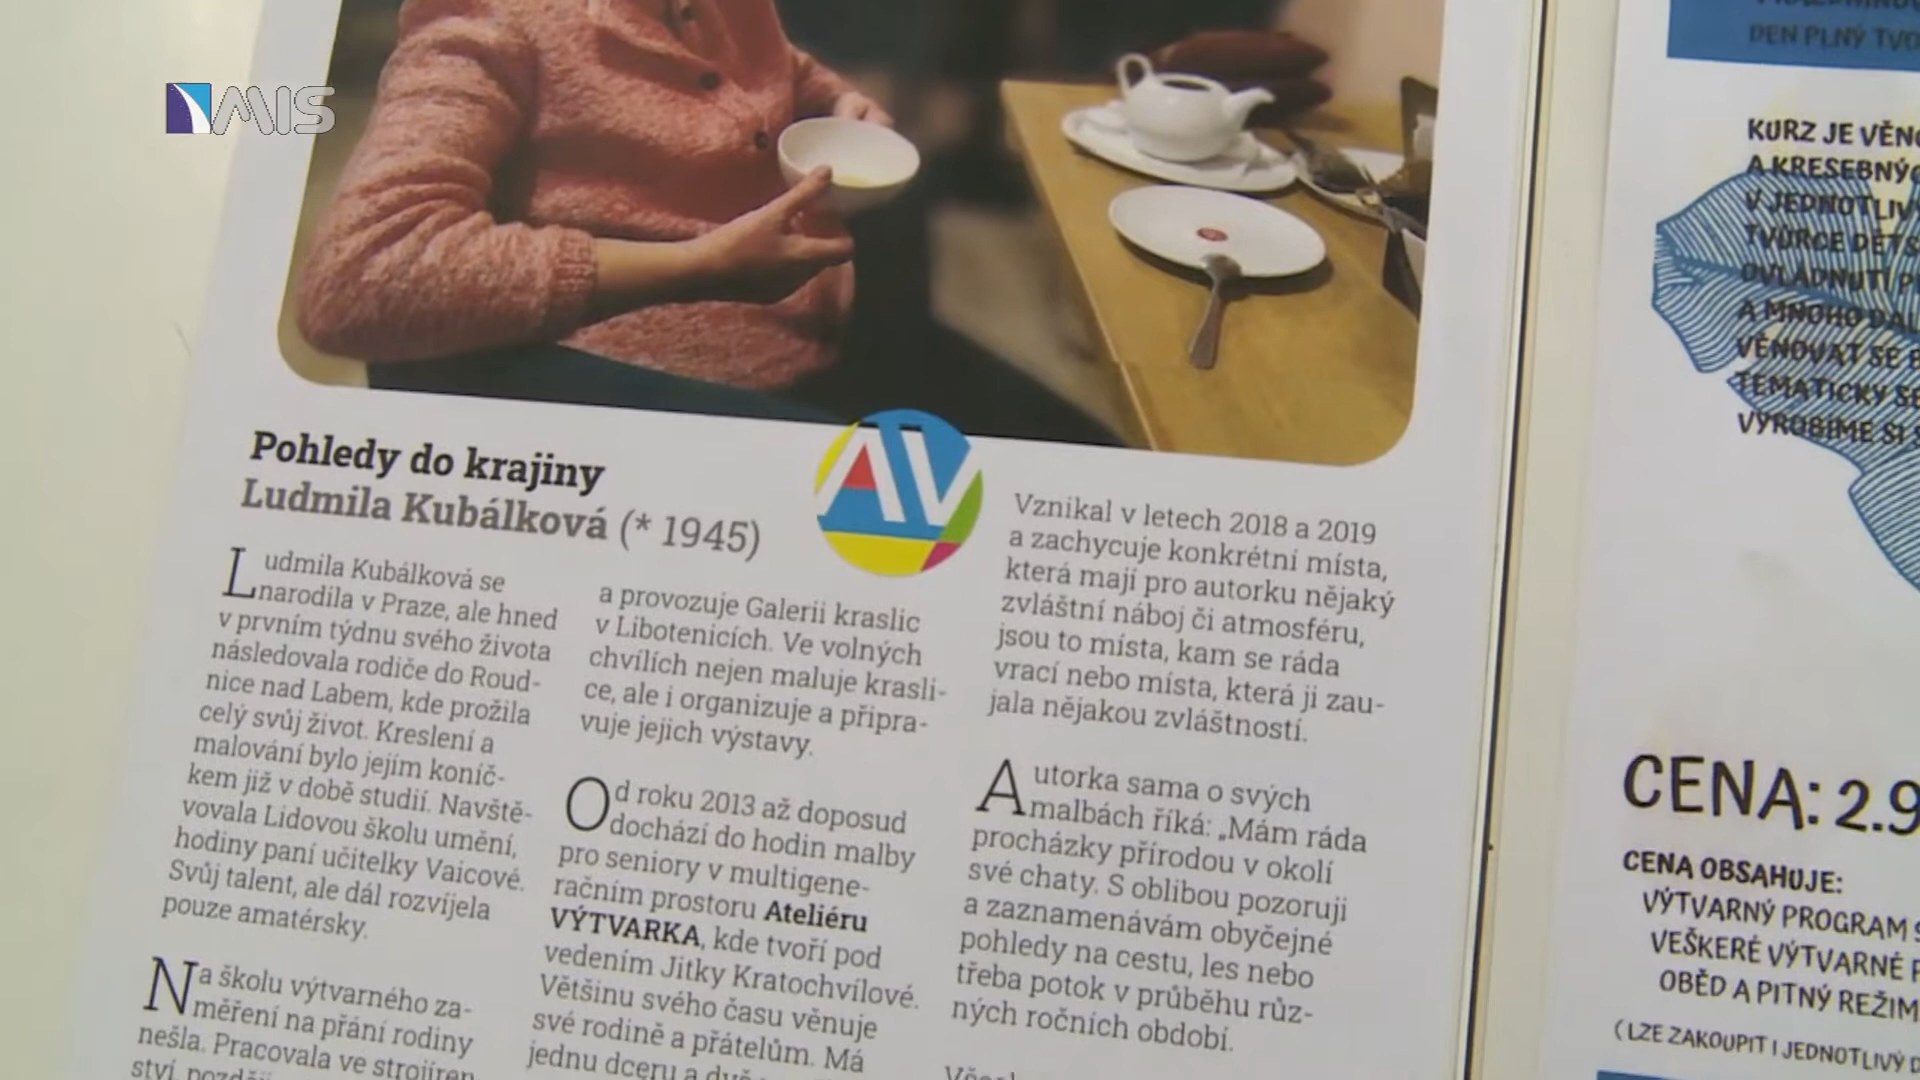 MIS
Pohledy do krajiny
Ludmila Kubálková (* 1945)
AV
Ludmila Kubálková se
narodila v Praze, ale hned
v prvním týdnu svého života
následovala rodiče do Roud-
nice nad Labem, kde prožila
celý svůj život. Kreslení a
malování bylo jejím koníč-
kem již v době studií. Navště-
vovala Lidovou školu umění,
hodiny paní učitelky Vaicové.
Svůj talent, ale dál rozvíjela
pouze amatérsky.
Na školu výtvarného za-
měření na přání rodiny
nešla. Pracovala ve strojíren
ství, později
a provozuje Galerii kraslic
v Libotenicích. Ve volných
chvílích nejen maluje krasli-
ce, ale i organizuje a připra-
vuje jejich výstavy.
Od roku 2013 až doposud
dochází do hodin malby
pro seniory v multigene-
račním prostoru Ateliéru
VÝTVARKA, kde tvoří pod
vedením Jitky Kratochvílové.
Většinu svého času věnuje
své rodině a přátelům. Má
jednu dceru a
Vznikal v letech 2018 a 2019
a zachycuje konkrétní místa,
která mají pro autorku nějaký
zvláštní náboj či atmosféru,
jsou to místa, kam se ráda
vrací nebo místa, která ji zau-
jala nějakou zvláštností.
Autorka sama o svých
malbách říká: „Mám ráda
procházky přírodou v okolí
své chaty. S oblibou pozoruji
a zaznamenávám obyčejné
pohledy na cestu, les nebo
třeba potok v průběhu růz-
ných ročních období.
DEN PLNÝ TVO
KURZ JE VĚNO
A KRESEBNÝC
V JEDNOTLIV
TVŮRCE DĚTS
OVLÁDNUTÍ P
A MNOHO DAL
VĚNOVAT SE
TEMATICKY SE
VYROBÍME SI S
CENA: 2.9
CENA OBSAHUJE:
VÝTVARNÝ PROGRAM S
VEŠKERÉ VÝTVARNÉ P
OBĚD A PITNÝ REŽIM
( LZE ZAKOUPIT I JEDNOTLIVÝ D